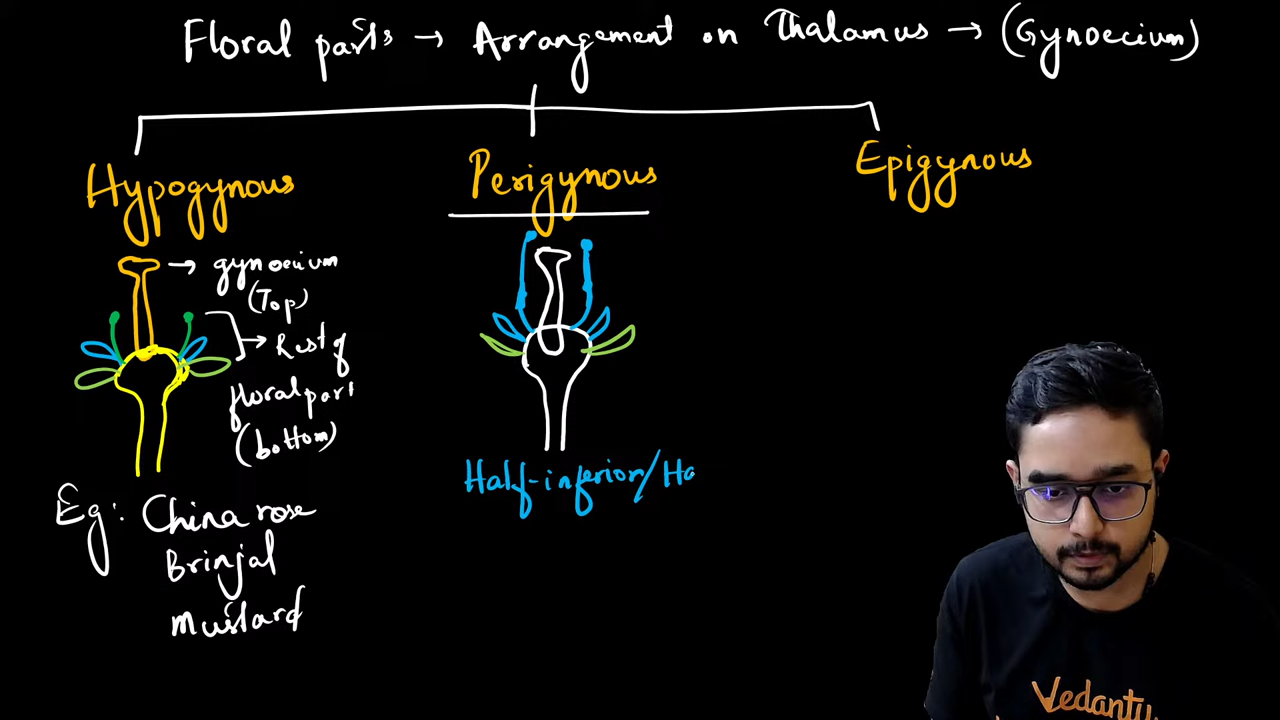 Floral parts → Arrangement on Thalamus → (Gynoecium)
Hypogynous
Perigynous
Epigynous
→ gynoecium
(Top)
→ Rest of
floral part
(bottom)
Half-inferior/Ha
Eg: China rose
Brinjal
Mustard
Vedantu